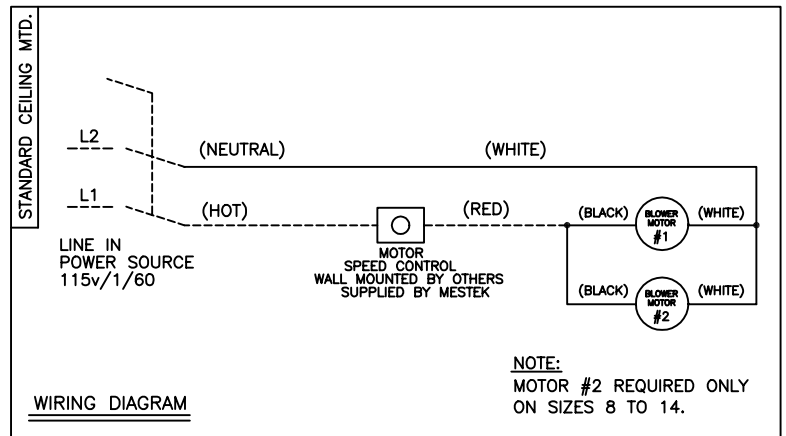 STANDARD CEILING MTD.
L2
(NEUTRAL)
(WHITE)
L1
(HOT)
(RED)
(BLACK)
BLOWER
MOTOR
#1
(WHITE)
LINE IN
POWER SOURCE
115v/1/60
MOTOR
SPEED CONTROL
WALL MOUNTED BY OTHERS
SUPPLIED BY MESTEK
(BLACK)
BLOWER
MOTOR
#2
(WHITE)
NOTE:
MOTOR #2 REQUIRED ONLY
ON SIZES 8 TO 14.
WIRING DIAGRAM